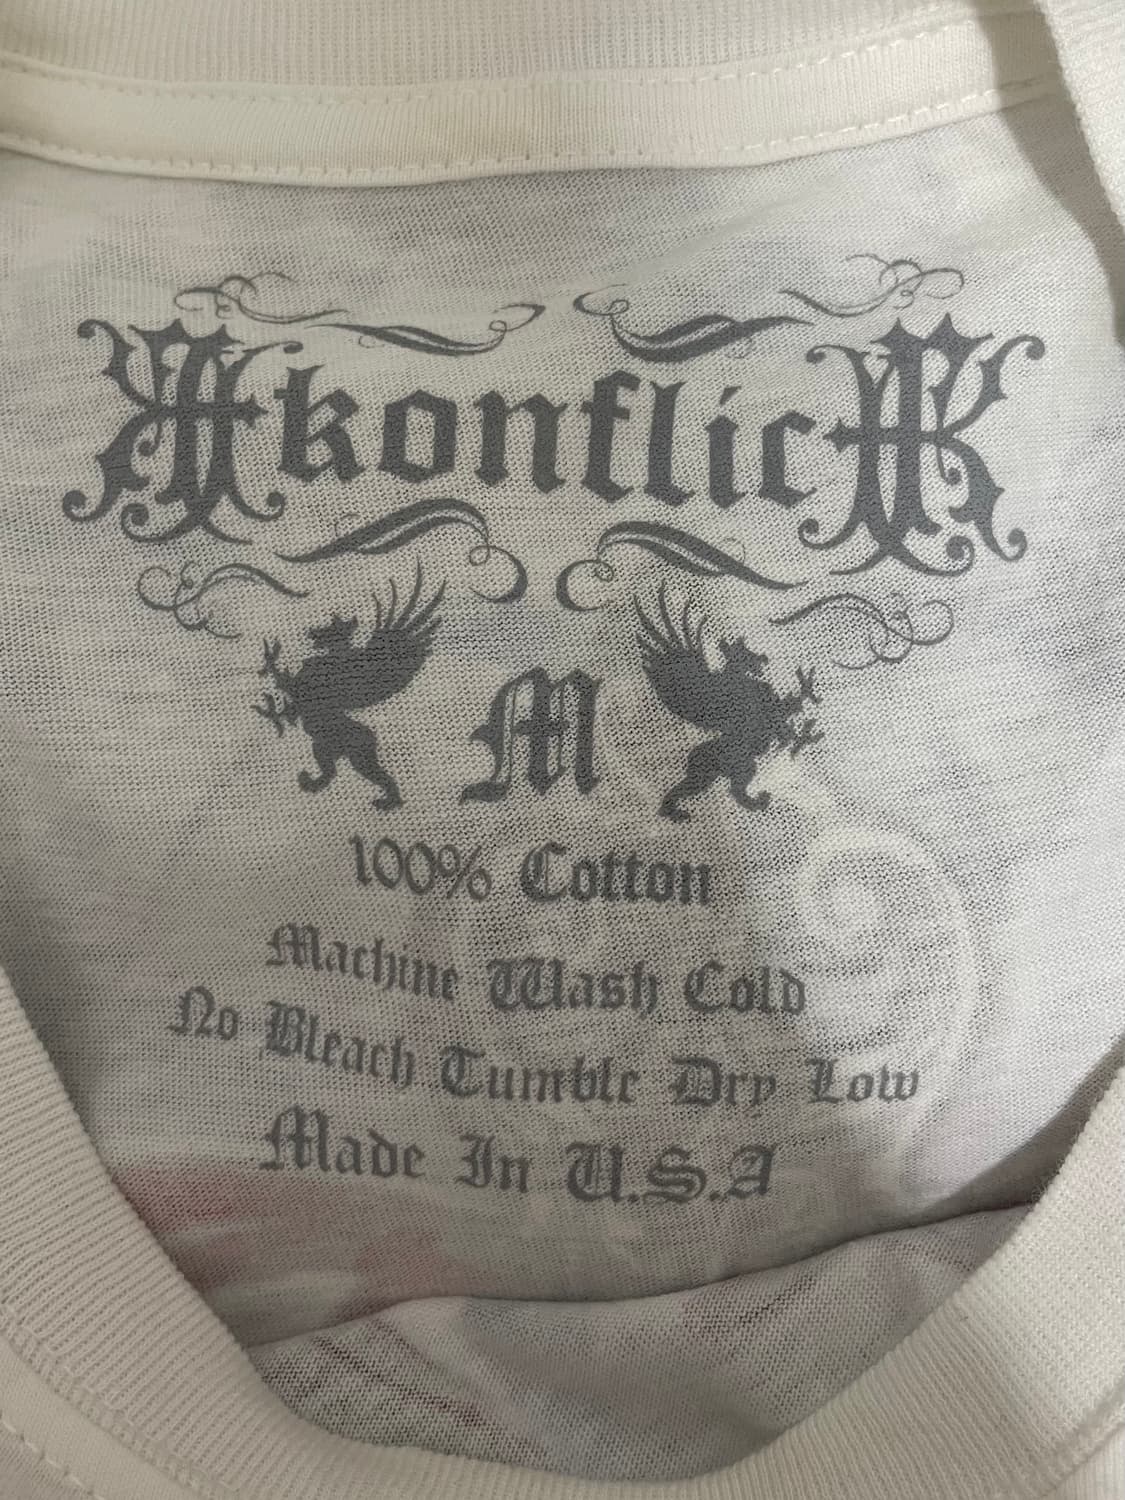 Akonflict
M
100% Cotton
Machine Wash Cold
No Bleach Tumble Dry Low
Made In U.S.A